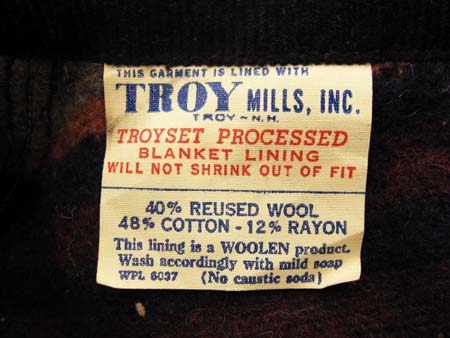 THIS GARMENT IS LINED WITH
TROY MILLS, INC.
TROY ~ N.H.
TROYSET PROCESSED
BLANKET LINING
WILL NOT SHRINK OUT OF FIT
40% REUSED WOOL
48% COTTON - 12% RAYON
This lining is a WOOLEN product.
Wash accordingly with mild soap
WPL 6037 (No caustic soda)